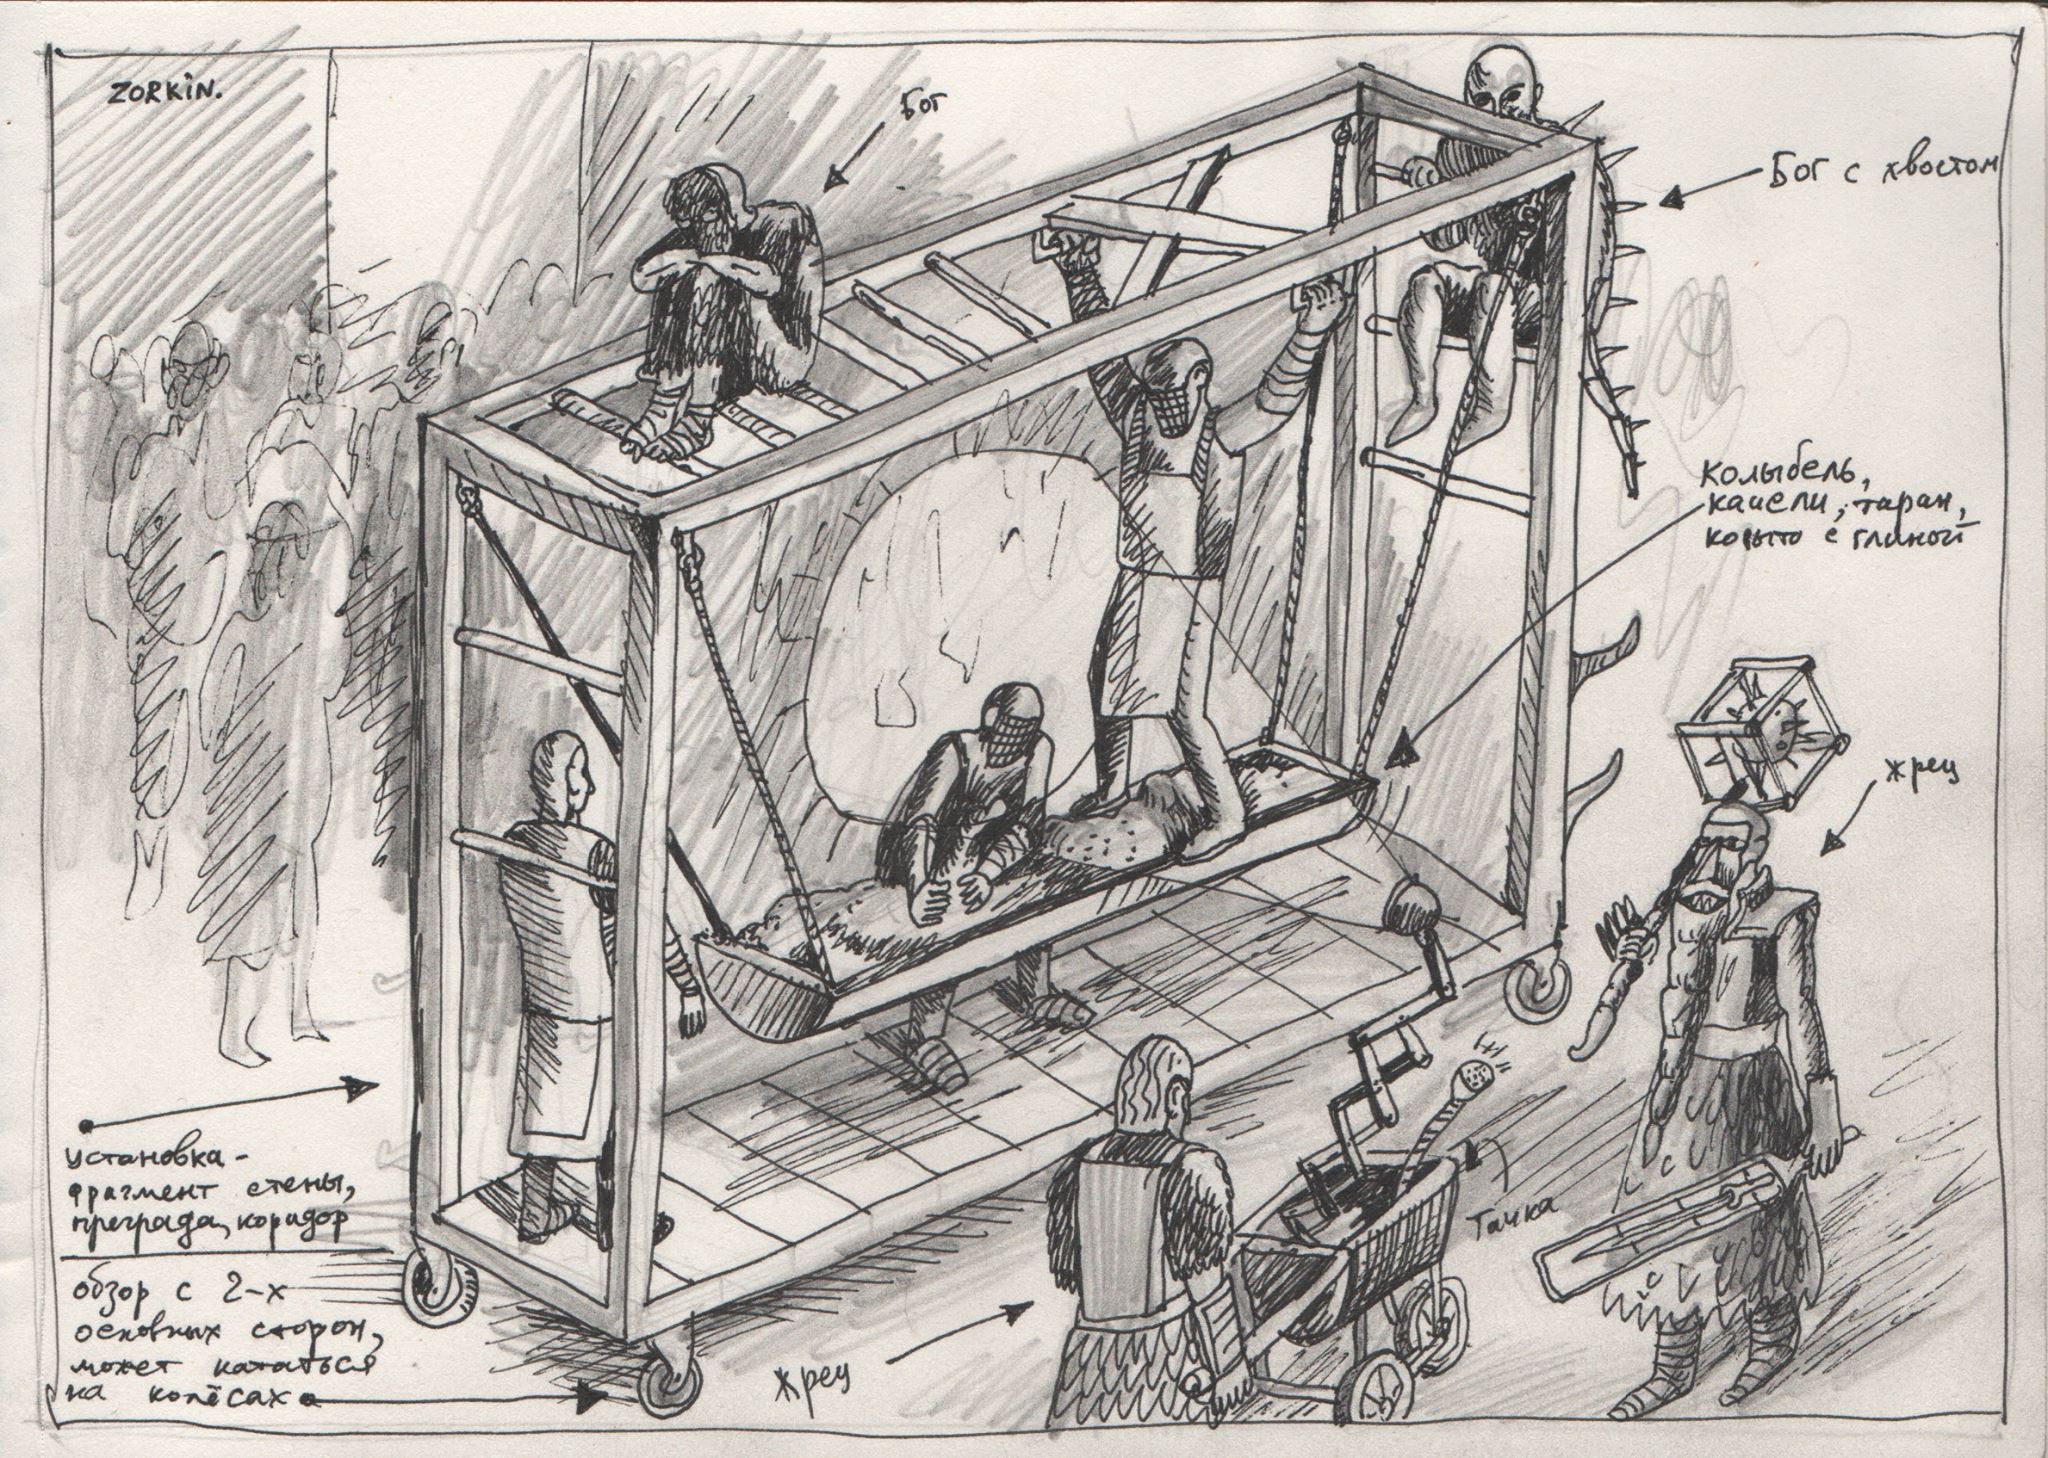 ZORKIN.
Бог
Бог с хвостом
колыбель,
качели, таран,
корыто с глиной
жрец
установка -
фрагмент стены,
преграда, коридор
обзор с 2-х
основных сторон,
может кататься
на колёсах
Тачка
жрец